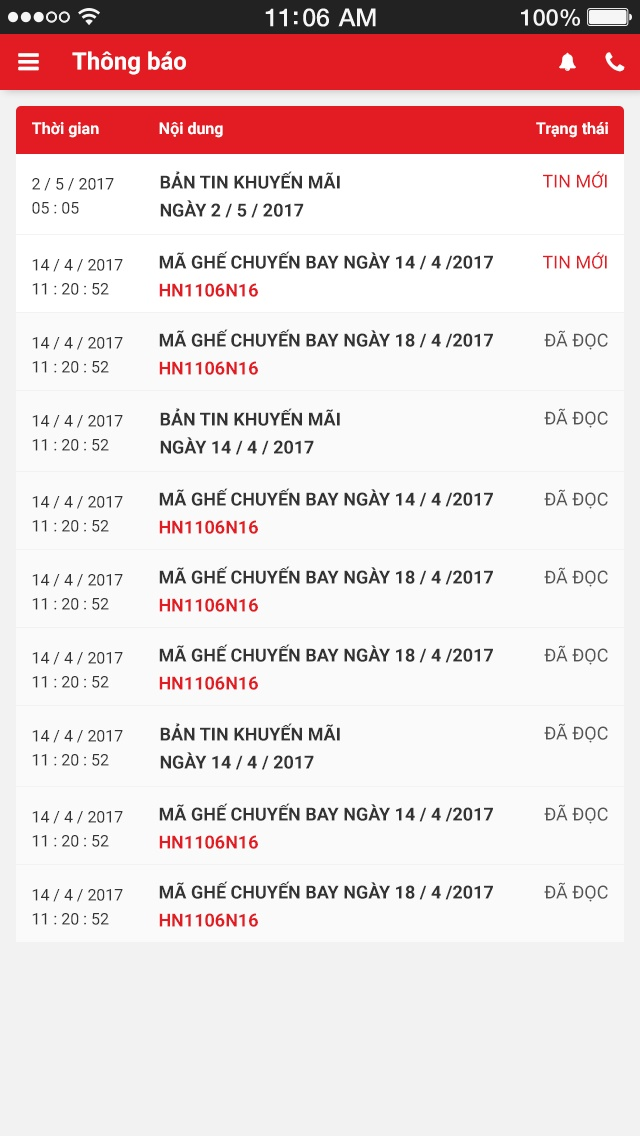 11:06 AM 100%
Thông báo
Thời gian Nội dung Trạng thái
2 / 5 / 2017 BẢN TIN KHUYẾN MÃI TIN MỚI
05 : 05 NGÀY 2 / 5 / 2017
14 / 4 / 2017 MÃ GHẾ CHUYẾN BAY NGÀY 14 / 4 /2017 TIN MỚI
11 : 20 : 52 HN1106N16
14 / 4 / 2017 MÃ GHẾ CHUYẾN BAY NGÀY 18 / 4 /2017 ĐÃ ĐỌC
11 : 20 : 52 HN1106N16
14 / 4 / 2017 BẢN TIN KHUYẾN MÃI ĐÃ ĐỌC
11 : 20 : 52 NGÀY 14 / 4 / 2017
14 / 4 / 2017 MÃ GHẾ CHUYẾN BAY NGÀY 14 / 4 /2017 ĐÃ ĐỌC
11 : 20 : 52 HN1106N16
14 / 4 / 2017 MÃ GHẾ CHUYẾN BAY NGÀY 18 / 4 /2017 ĐÃ ĐỌC
11 : 20 : 52 HN1106N16
14 / 4 / 2017 MÃ GHẾ CHUYẾN BAY NGÀY 18 / 4 /2017 ĐÃ ĐỌC
11 : 20 : 52 HN1106N16
14 / 4 / 2017 BẢN TIN KHUYẾN MÃI ĐÃ ĐỌC
11 : 20 : 52 NGÀY 14 / 4 / 2017
14 / 4 / 2017 MÃ GHẾ CHUYẾN BAY NGÀY 14 / 4 /2017 ĐÃ ĐỌC
11 : 20 : 52 HN1106N16
14 / 4 / 2017 MÃ GHẾ CHUYẾN BAY NGÀY 18 / 4 /2017 ĐÃ ĐỌC
11 : 20 : 52 HN1106N16